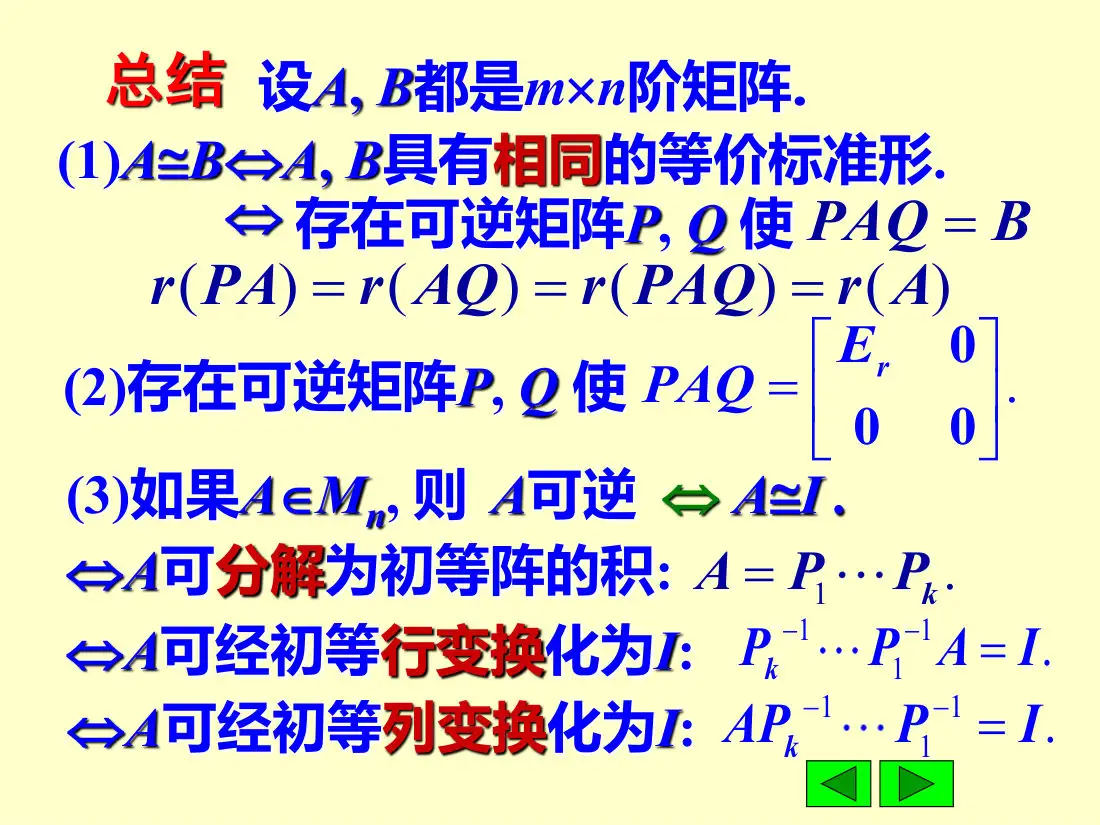 总结 设A, B都是m×n阶矩阵.
(1)A≅B⇔A, B具有相同的等价标准形.
⇔ 存在可逆矩阵P, Q 使 PAQ = B
r(PA) = r(AQ) = r(PAQ) = r(A)
(2)存在可逆矩阵P, Q 使 PAQ = [E_r 0; 0 0].
(3)如果A∈M_n, 则 A可逆 ⇔ A≅I .
⇔A可分解为初等阵的积: A = P_1⋯P_k.
⇔A可经初等行变换化为I: P_k^{-1}⋯P_1^{-1}A = I.
⇔A可经初等列变换化为I: AP_k^{-1}⋯P_1^{-1} = I.